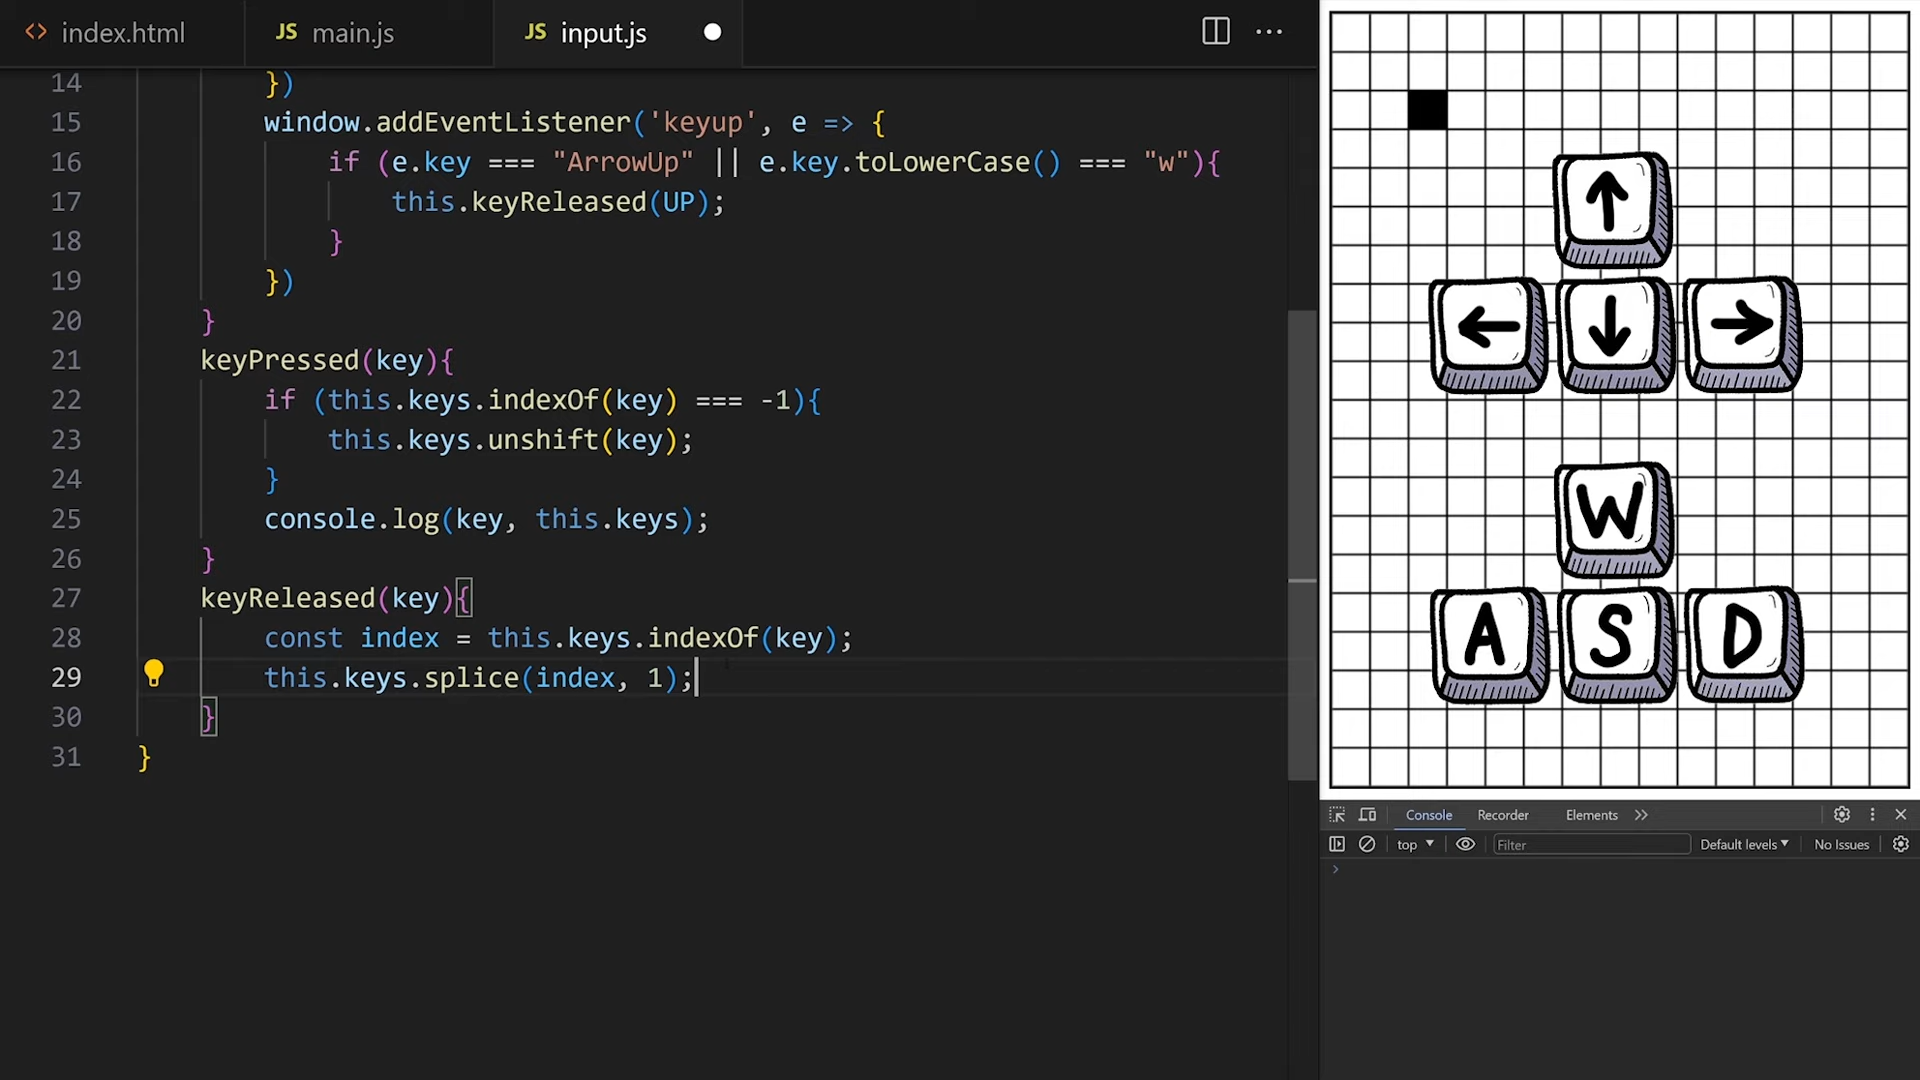 index.html
JS main.js
JS input.js
14 })
15 window.addEventListener('keyup', e => {
16 if (e.key === "ArrowUp" || e.key.toLowerCase() === "w"){
17 this.keyReleased(UP);
18 }
19 })
20 }
21 keyPressed(key){
22 if (this.keys.indexOf(key) === -1){
23 this.keys.unshift(key);
24 }
25 console.log(key, this.keys);
26 }
27 keyReleased(key){
28 const index = this.keys.indexOf(key);
29 this.keys.splice(index, 1);
30 }
31 }
W
A S D
Console Recorder Elements
top Filter Default levels No Issues